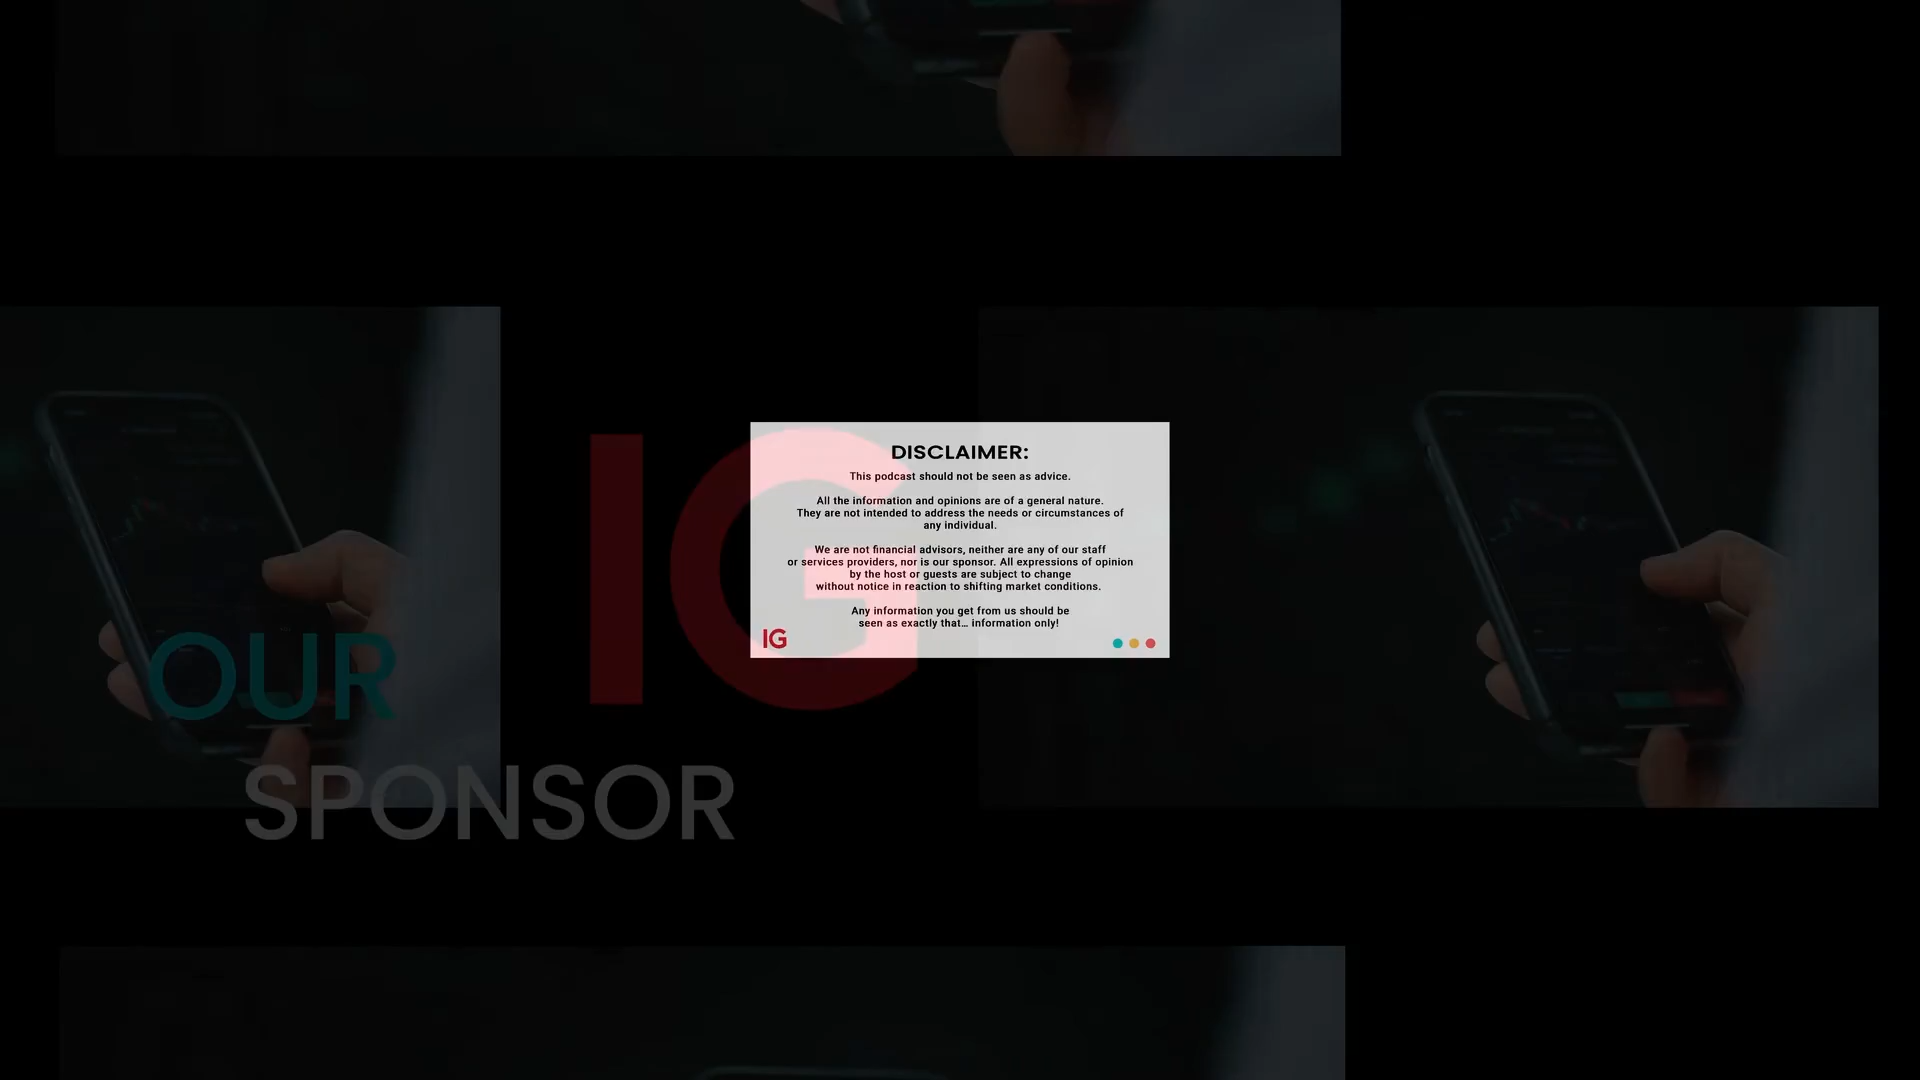 IG
DISCLAIMER:
This podcast should not be seen as advice.
All the information and opinions are of a general nature.
They are not intended to address the needs or circumstances of
any individual.
We are not financial advisors, neither are any of our staff
or services providers, nor is our sponsor. All expressions of opinion
by the host or guests are subject to change
without notice in reaction to shifting market conditions.
Any information you get from us should be
seen as exactly that... information only!
IG
OUR
SPONSOR